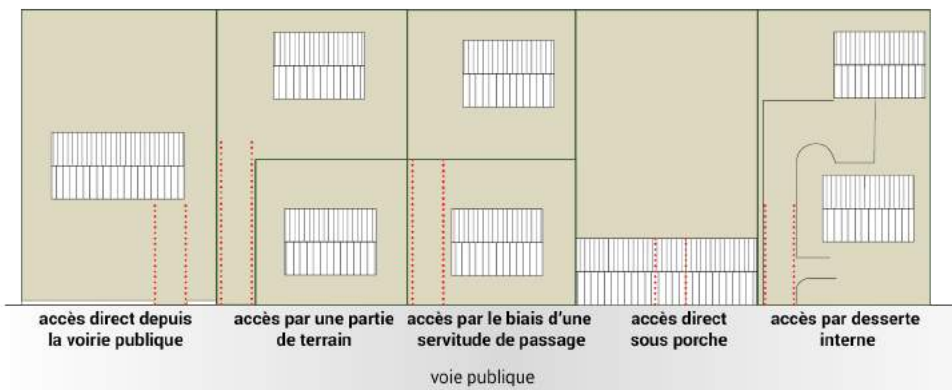 accès direct depuis
la voirie publique
accès par une partie
de terrain
accès par le biais d'une
servitude de passage
accès direct
sous porche
accès par desserte
interne
voie publique